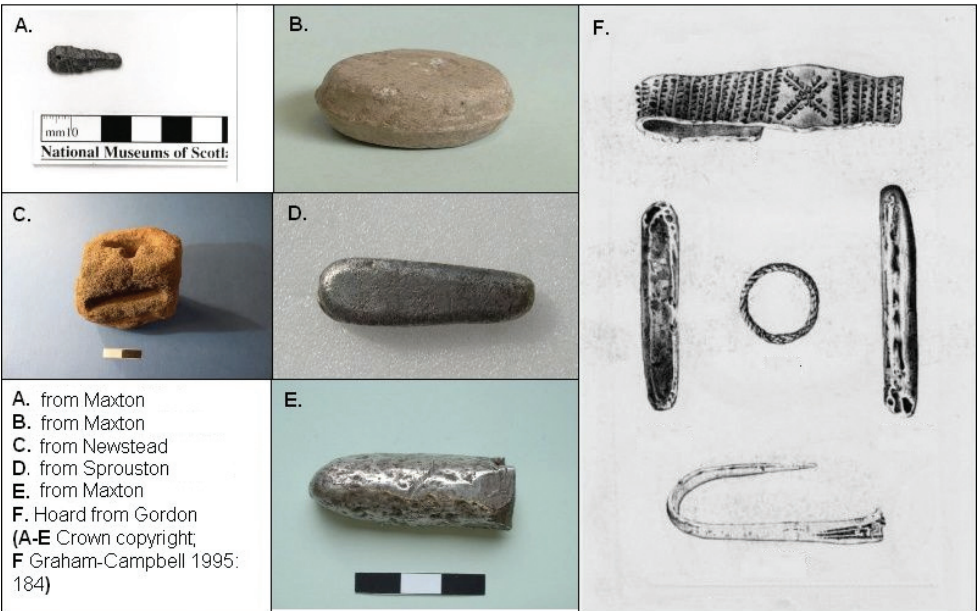 A.
mm10
National Museums of Scotla
B.
C.
D.
E.
F.
A. from Maxton
B. from Maxton
C. from Newstead
D. from Sprouston
E. from Maxton
F. Hoard from Gordon
(A-E Crown copyright;
F Graham-Campbell 1995:
184)